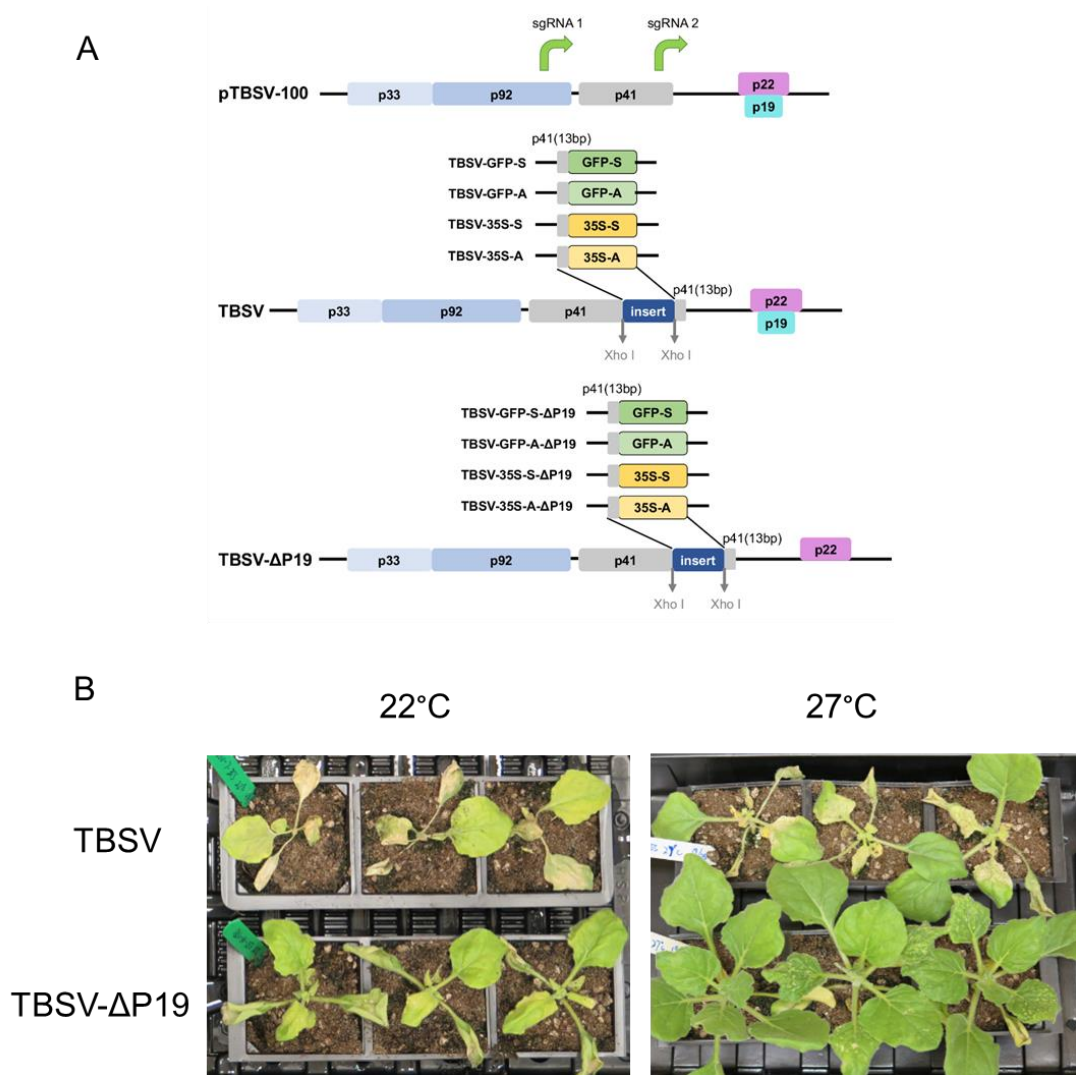 A
sgRNA 1 sgRNA 2
pTBSV-100 p33 p92 p41 p22
p19
p41(13bp)
TBSV-GFP-S GFP-S
TBSV-GFP-A GFP-A
TBSV-35S-S 35S-S
TBSV-35S-A 35S-A
p41(13bp)
TBSV p33 p92 p41 insert p22
p19
Xho I Xho I
p41(13bp)
TBSV-GFP-S-ΔP19 GFP-S
TBSV-GFP-A-ΔP19 GFP-A
TBSV-35S-S-ΔP19 35S-S
TBSV-35S-A-ΔP19 35S-A
p41(13bp)
TBSV-ΔP19 p33 p92 p41 insert p22
Xho I Xho I
B
22°C 27°C
TBSV
TBSV-ΔP19